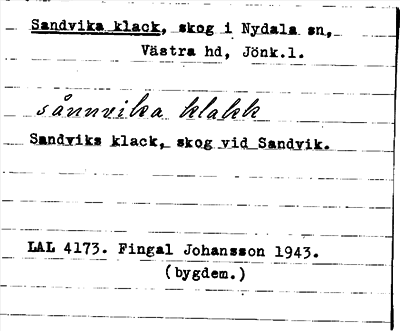 Sandvika klack, skog i Nydala sn,
Västra hd, Jönk.l.
sånnvika klakk
Sandviks klack, skog vid Sandvik.
LAL 4173. Fingal Johansson 1943.
(bygdem.)